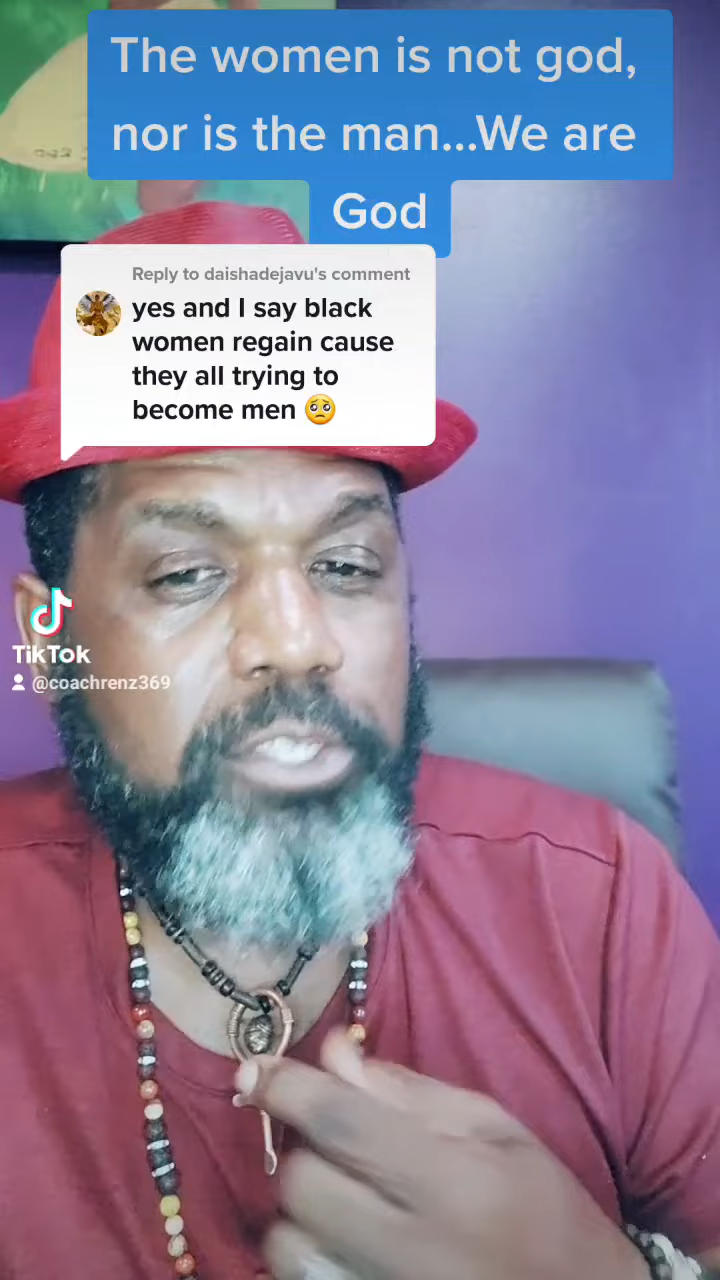 The women is not god,
nor is the man...We are
God
Reply to daishadejavu's comment
yes and I say black
women regain cause
they all trying to
become men 🥺
TikTok
@coachrenz369